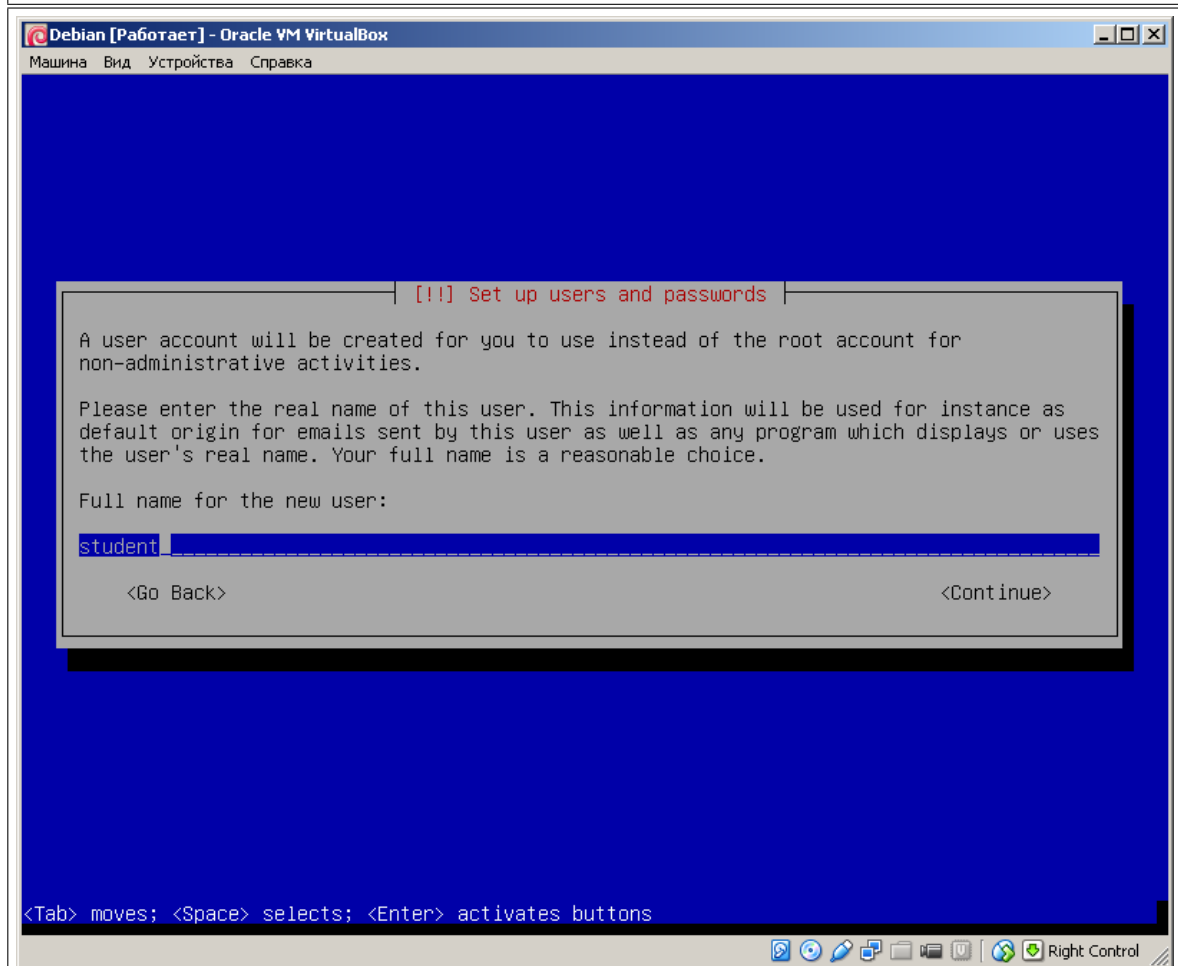 Debian [Работает] - Oracle VM VirtualBox
Машина Вид Устройства Справка
[!!] Set up users and passwords
A user account will be created for you to use instead of the root account for
non-administrative activities.
Please enter the real name of this user. This information will be used for instance as
default origin for emails sent by this user as well as any program which displays or uses
the user's real name. Your full name is a reasonable choice.
Full name for the new user:
student
<Go Back> <Continue>
<Tab> moves; <Space> selects; <Enter> activates buttons
Right Control